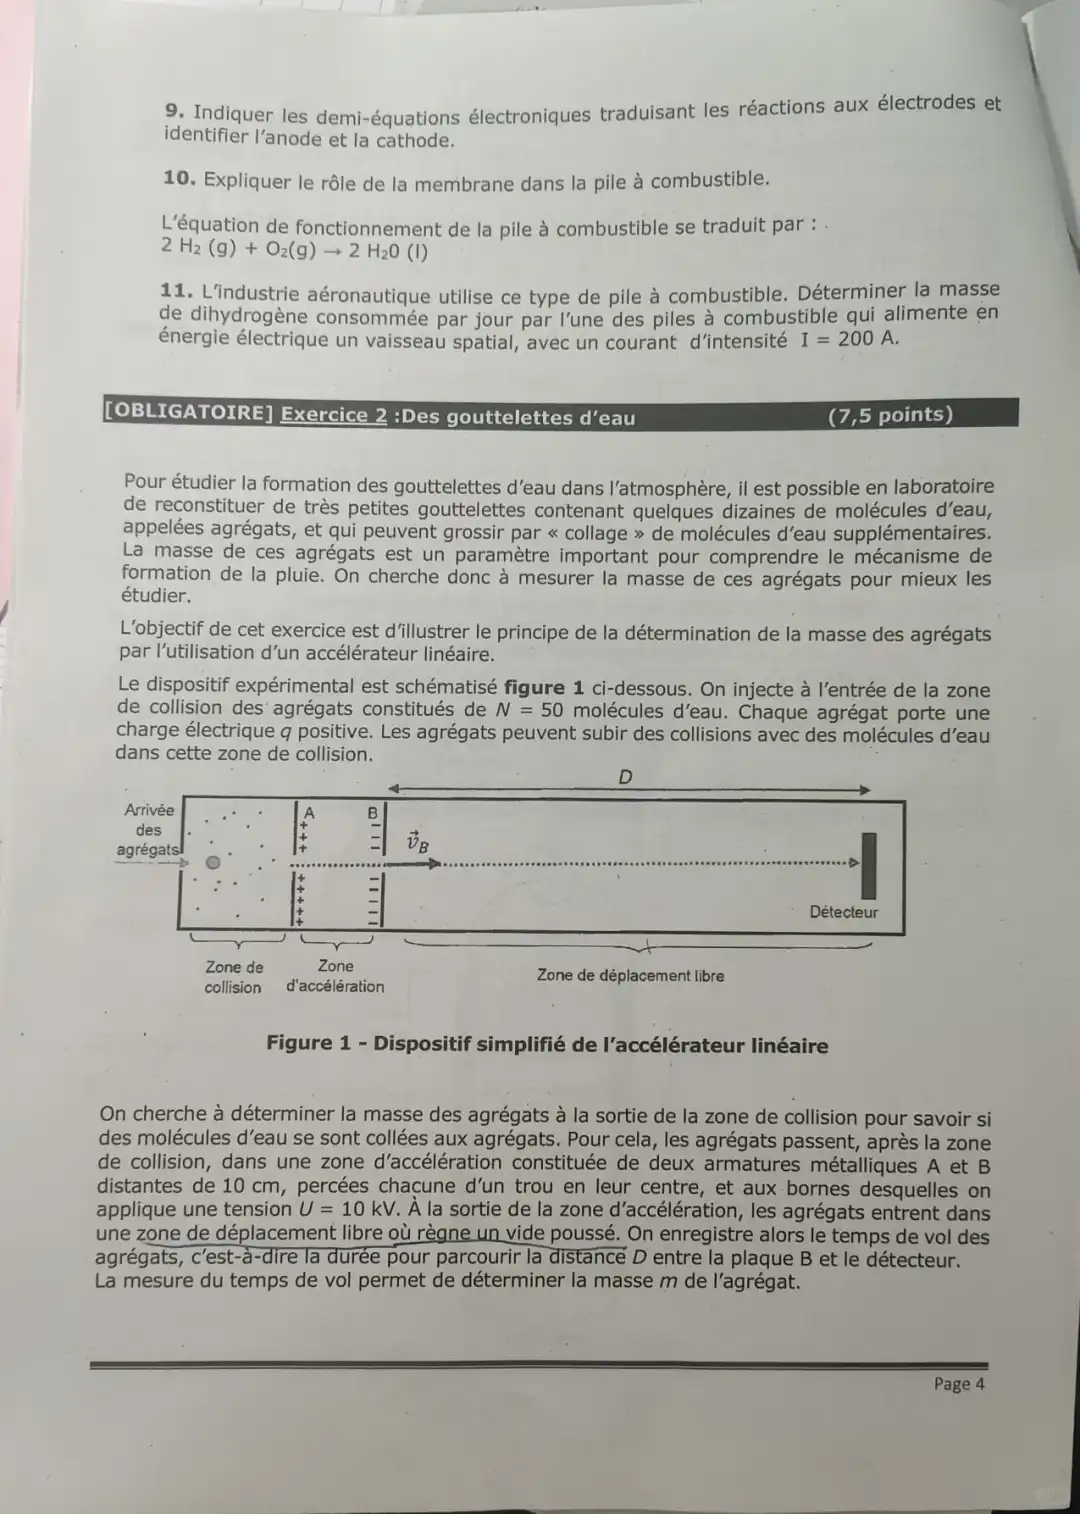 9. Indiquer les demi-équations électroniques traduisant les réactions aux électrodes et
identifier l'anode et la cathode.
10. Expliquer le rôle de la membrane dans la pile à combustible.
L'équation de fonctionnement de la pile à combustible se traduit par :
2 H₂ (g) + O₂(g) → 2 H₂0 (l)
11. L'industrie aéronautique utilise ce type de pile à combustible. Déterminer la masse
de dihydrogène consommée par jour par l'une des piles à combustible qui alimente en
énergie électrique un vaisseau spatial, avec un courant d'intensité I = 200 A.
[OBLIGATOIRE] Exercice 2 :Des gouttelettes d'eau (7,5 points)
Pour étudier la formation des gouttelettes d'eau dans l'atmosphère, il est possible en laboratoire
de reconstituer de très petites gouttelettes contenant quelques dizaines de molécules d'eau,
appelées agrégats, et qui peuvent grossir par « collage » de molécules d'eau supplémentaires.
La masse de ces agrégats est un paramètre important pour comprendre le mécanisme de
formation de la pluie. On cherche donc à mesurer la masse de ces agrégats pour mieux les
étudier.
L'objectif de cet exercice est d'illustrer le principe de la détermination de la masse des agrégats
par l'utilisation d'un accélérateur linéaire.
Le dispositif expérimental est schématisé figure 1 ci-dessous. On injecte à l'entrée de la zone
de collision des agrégats constitués de N = 50 molécules d'eau. Chaque agrégat porte une
charge électrique q positive. Les agrégats peuvent subir des collisions avec des molécules d'eau
dans cette zone de collision.
D
Arrivée
des
agrégats
A
B
v⃗B
Détecteur
Zone de
collision
Zone
d'accélération
Zone de déplacement libre
Figure 1 - Dispositif simplifié de l'accélérateur linéaire
On cherche à déterminer la masse des agrégats à la sortie de la zone de collision pour savoir si
des molécules d'eau se sont collées aux agrégats. Pour cela, les agrégats passent, après la zone
de collision, dans une zone d'accélération constituée de deux armatures métalliques A et B
distantes de 10 cm, percées chacune d'un trou en leur centre, et aux bornes desquelles on
applique une tension U = 10 kV. À la sortie de la zone d'accélération, les agrégats entrent dans
une zone de déplacement libre où règne un vide poussé. On enregistre alors le temps de vol des
agrégats, c'est-à-dire la durée pour parcourir la distance D entre la plaque B et le détecteur.
La mesure du temps de vol permet de déterminer la masse m de l'agrégat.
Page 4